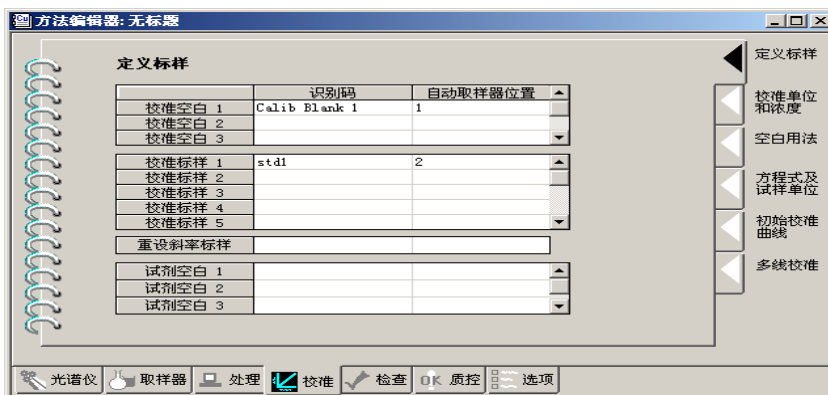 方法编辑器: 无标题
定义标样
识别码 自动取样器位置
校准空白 1 Calib Blank 1 1
校准空白 2
校准空白 3
校准标样 1 std1 2
校准标样 2
校准标样 3
校准标样 4
校准标样 5
重设斜率标样
试剂空白 1
试剂空白 2
试剂空白 3
定义标样
校准单位
和浓度
空白用法
方程式及
试样单位
初始校准
曲线
多线校准
光谱仪 取样器 处理 校准 检查 OK 质控 选项